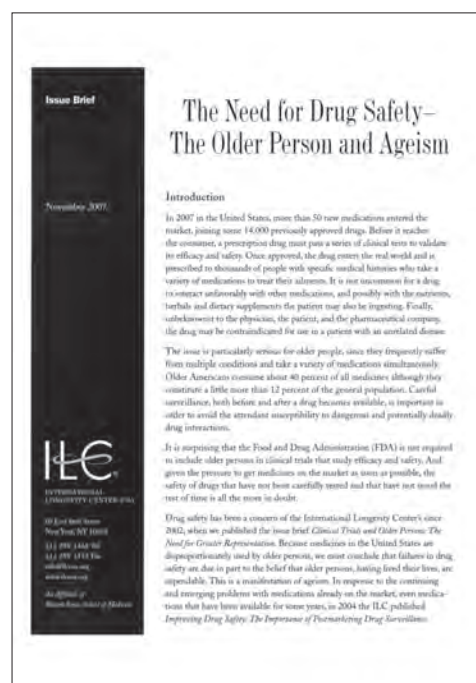 Issue Brief
November 2007
The Need for Drug Safety–
The Older Person and Ageism
Introduction
In 2007 in the United States, more than 50 new medications entered the
market, joining some 14,000 previously approved drugs. Before it reaches
the consumer, a prescription drug must pass a series of clinical tests to validate
its efficacy and safety. Once approved, the drug enters the real world and is
prescribed to thousands of people with specific medical histories who take a
variety of medications to treat their ailments. It is not uncommon for a drug
to interact unfavorably with other medications, and possibly with the nutrients,
herbals and dietary supplements the patient may also be ingesting. Finally,
unbeknownst to the physician, the patient, and the pharmaceutical company,
the drug may be contraindicated for use in a patient with an unrelated disease.
The issue is particularly serious for older people, since they frequently suffer
from multiple conditions and take a variety of medications simultaneously.
Older Americans consume about 40 percent of all medicines although they
constitute a little more than 12 percent of the general population. Careful
surveillance, both before and after a drug becomes available, is important in
order to avoid the attendant susceptibility to dangerous and potentially deadly
drug interactions.
It is surprising that the Food and Drug Administration (FDA) is not required
to include older persons in clinical trials that study efficacy and safety. And
given the pressure to get medicines on the market as soon as possible, the
safety of drugs that have not been carefully tested and that have not stood the
test of time is all the more in doubt.
Drug safety has been a concern of the International Longevity Center's since
2002, when we published the issue brief Clinical Trials and Older Persons: The
Need for Greater Representation. Because medicines in the United States are
disproportionately used by older persons, we must conclude that failures in drug
safety are due in part to the belief that older persons, having lived their lives, are
expendable. This is a manifestation of ageism. In response to the continuing
and emerging problems with medications already on the market, even medica-
tions that have been available for some years, in 2004 the ILC published
Improving Drug Safety: The Importance of Postmarketing Drug Surveillance.
ILC
INTERNATIONAL
LONGEVITY CENTER–USA
New York, NY
An Affiliate of
Mount Sinai School of Medicine